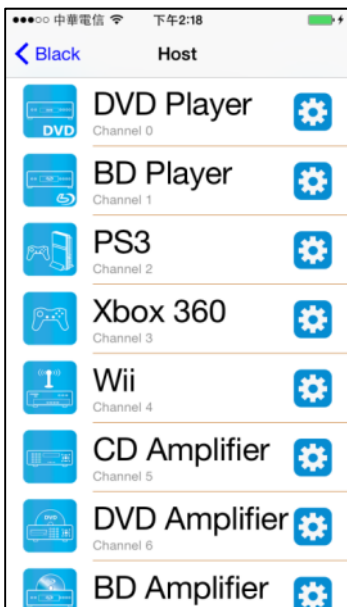 中華電信 下午2:18
Black Host
DVD Player
DVD
Channel 0
BD Player
Channel 1
PS3
Channel 2
Xbox 360
Channel 3
Wii
Channel 4
CD Amplifier
Channel 5
DVD Amplifier
DVD
Channel 6
BD Amplifier